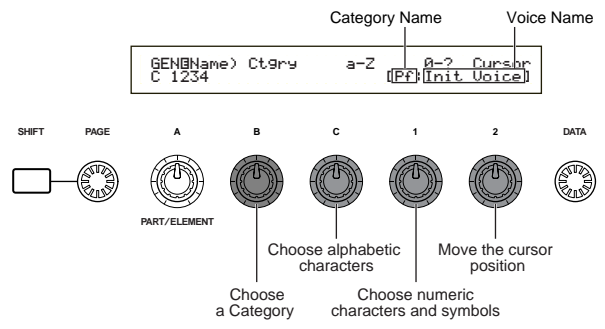 Category Name Voice Name
GEN Name) Ctgry a-Z 0-? Cursor
C 1234 [Pf:Init Voice]
SHIFT PAGE A B C 1 2 DATA
PART/ELEMENT
Choose alphabetic
characters
Move the cursor
position
Choose
a Category
Choose numeric
characters and symbols